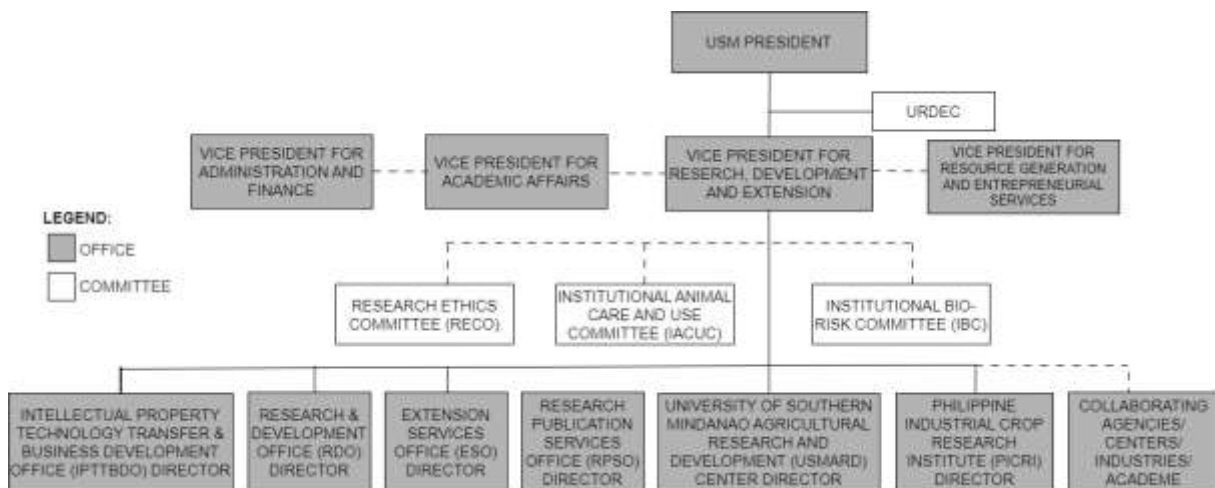 USM PRESIDENT
URDEC
VICE PRESIDENT FOR
ADMINISTRATION AND
FINANCE
VICE PRESIDENT FOR
ACADEMIC AFFAIRS
VICE PRESIDENT FOR
RESERCH, DEVELOPMENT
AND EXTENSION
VICE PRESIDENT FOR
RESOURCE GENERATION
AND ENTREPRENEURIAL
SERVICES
LEGEND:
OFFICE
COMMITTEE
RESEARCH ETHICS
COMMITTEE (RECO)
INSTITUTIONAL ANIMAL
CARE AND USE
COMMITTEE (IACUC)
INSTITUTIONAL BIO-
RISK COMMITTEE (IBC)
INTELLECTUAL PROPERTY
TECHNOLOGY TRANSFER &
BUSINESS DEVELOPMENT
OFFICE (IPTTBDO) DIRECTOR
RESEARCH &
DEVELOPMENT
OFFICE (RDO)
DIRECTOR
EXTENSION
SERVICES
OFFICE (ESO)
DIRECTOR
RESEARCH
PUBLICATION
SERVICES
OFFICE (RPSO)
DIRECTOR
UNIVERSITY OF SOUTHERN
MINDANAO AGRICULTURAL
RESEARCH AND
DEVELOPMENT (USMARD)
CENTER DIRECTOR
PHILIPPINE
INDUSTRIAL CROP
RESEARCH
INSTITUTE (PICRI)
DIRECTOR
COLLABORATING
AGENCIES/
CENTERS/
INDUSTRIES/
ACADEME